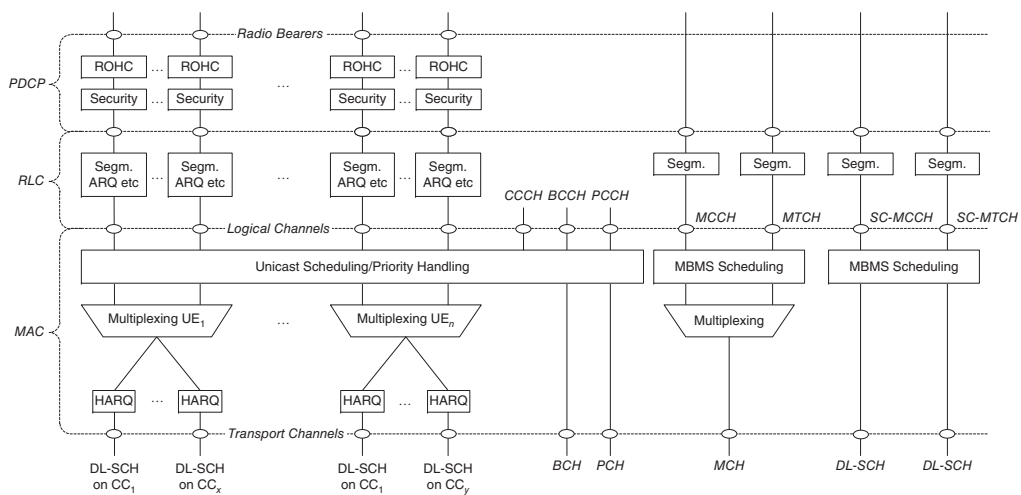 Radio Bearers
PDCP
ROHC ... ROHC ROHC ... ROHC
...
Security ... Security Security ... Security
RLC
Segm. ARQ etc ... Segm. ARQ etc ... Segm. ARQ etc ... Segm. ARQ etc
Segm. Segm. Segm. Segm.
CCCH BCCH PCCH
MCCH MTCH SC-MCCH SC-MTCH
Logical Channels
Unicast Scheduling/Priority Handling MBMS Scheduling MBMS Scheduling
MAC
Multiplexing UE1 ... Multiplexing UEn Multiplexing
HARQ ... HARQ HARQ ... HARQ
Transport Channels
DL-SCH DL-SCH DL-SCH DL-SCH BCH PCH MCH DL-SCH DL-SCH
on CC1 on CCx on CC1 on CCy